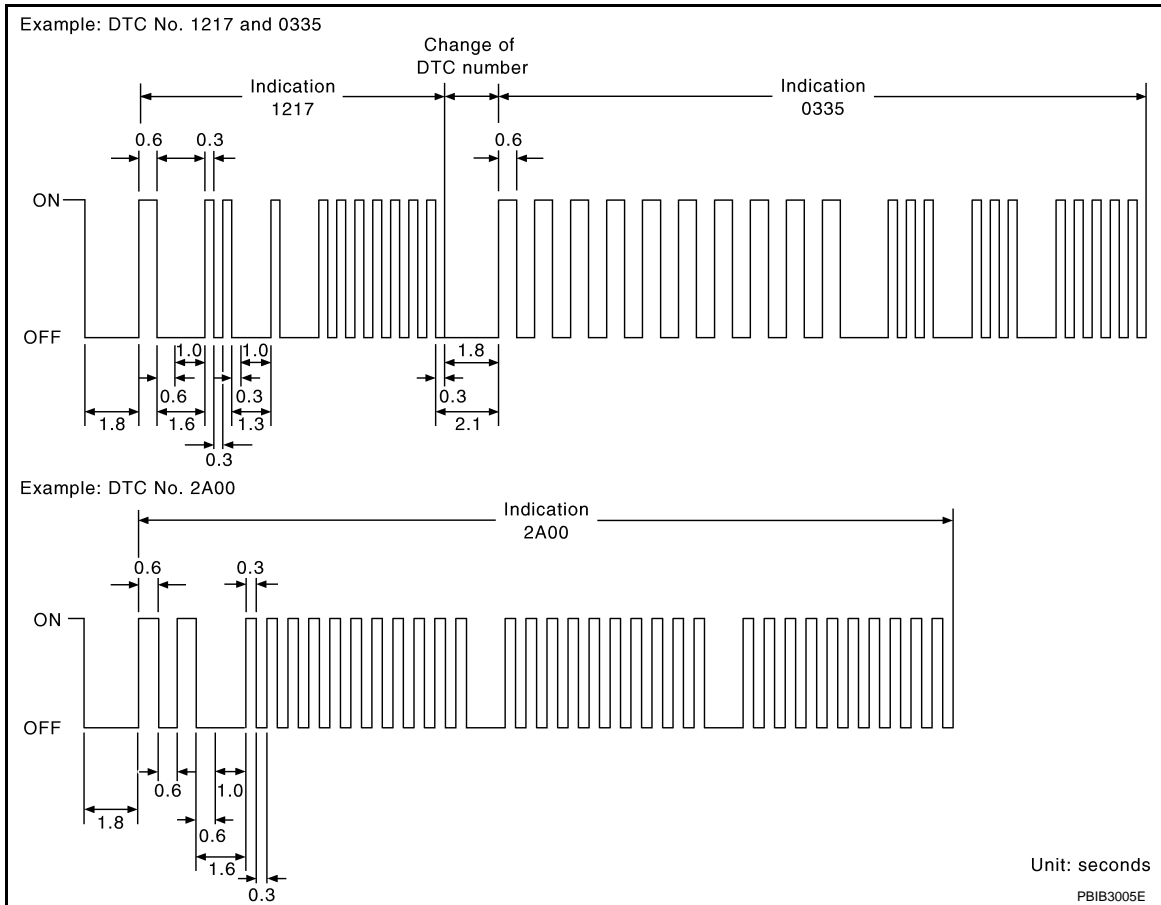 Example: DTC No. 1217 and 0335
Change of
DTC number
Indication
1217
Indication
0335
0.6
0.3
0.6
ON
OFF
1.0
1.0
1.8
0.6
0.3
0.3
1.8
1.6
1.3
2.1
0.3
Example: DTC No. 2A00
Indication
2A00
0.6
0.3
ON
OFF
0.6
1.0
1.8
0.6
1.6
0.3
Unit: seconds
PBIB3005E